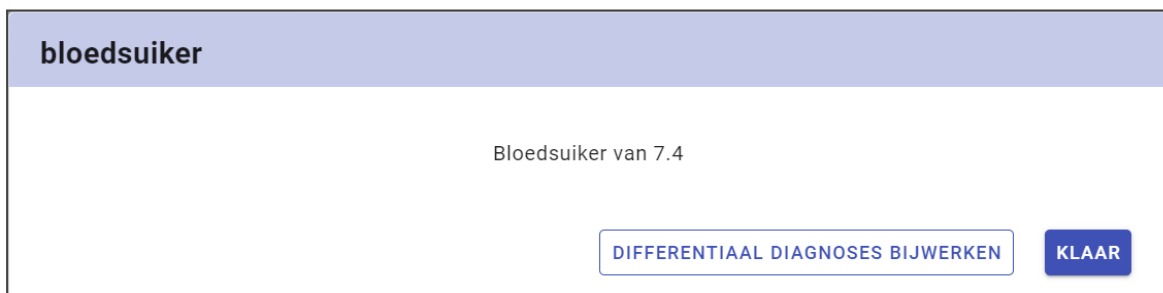 bloedsuiker
Bloedsuiker van 7.4
DIFFERENTIAAL DIAGNOSES BIJWERKEN
KLAAR